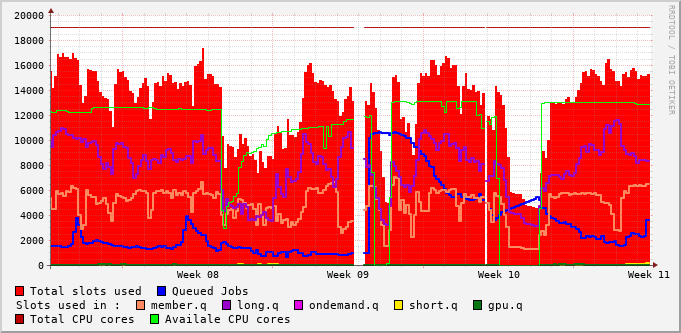 20000
18000
16000
14000
12000
10000
8000
6000
4000
2000
0
Week 08 Week 09 Week 10 Week 11
Total slots used Queued Jobs
Slots used in : member.q long.q ondemand.q short.q gpu.q
Total CPU cores Availale CPU cores
RRDTOOL / TOBI OETIKER